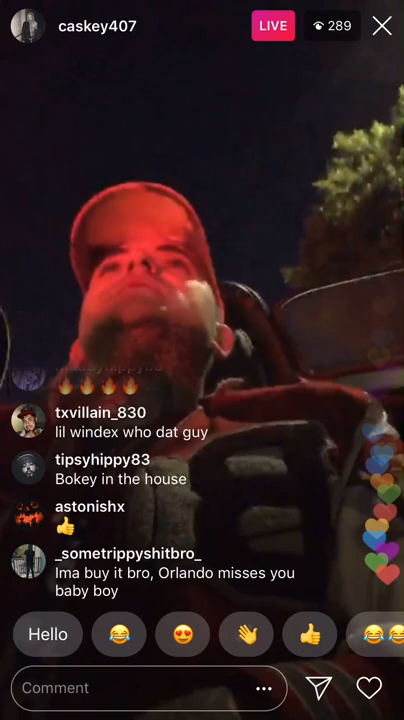 caskey407
LIVE
289
🔥🔥🔥🔥
txvillain_830
lil windex who dat guy
tipsyhippy83
Bokey in the house
astonishx
👍
_sometrippyshitbro_
Ima buy it bro, Orlando misses you
baby boy
Hello 😂 😍 👋 👍 😂😂
Comment